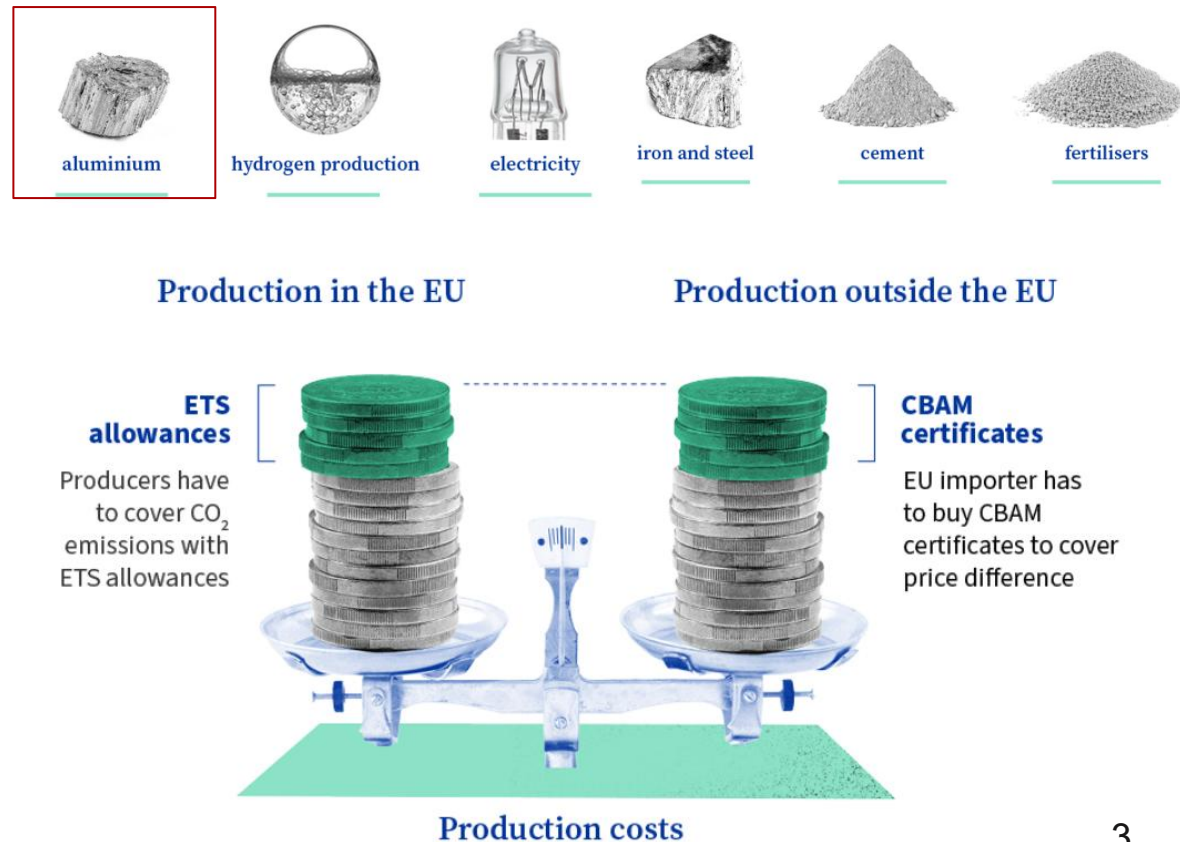 aluminium
hydrogen production
electricity
iron and steel
cement
fertilisers
Production in the EU
Production outside the EU
ETS
allowances
Producers have
to cover CO₂
emissions with
ETS allowances
CBAM
certificates
EU importer has
to buy CBAM
certificates to cover
price difference
Production costs
3